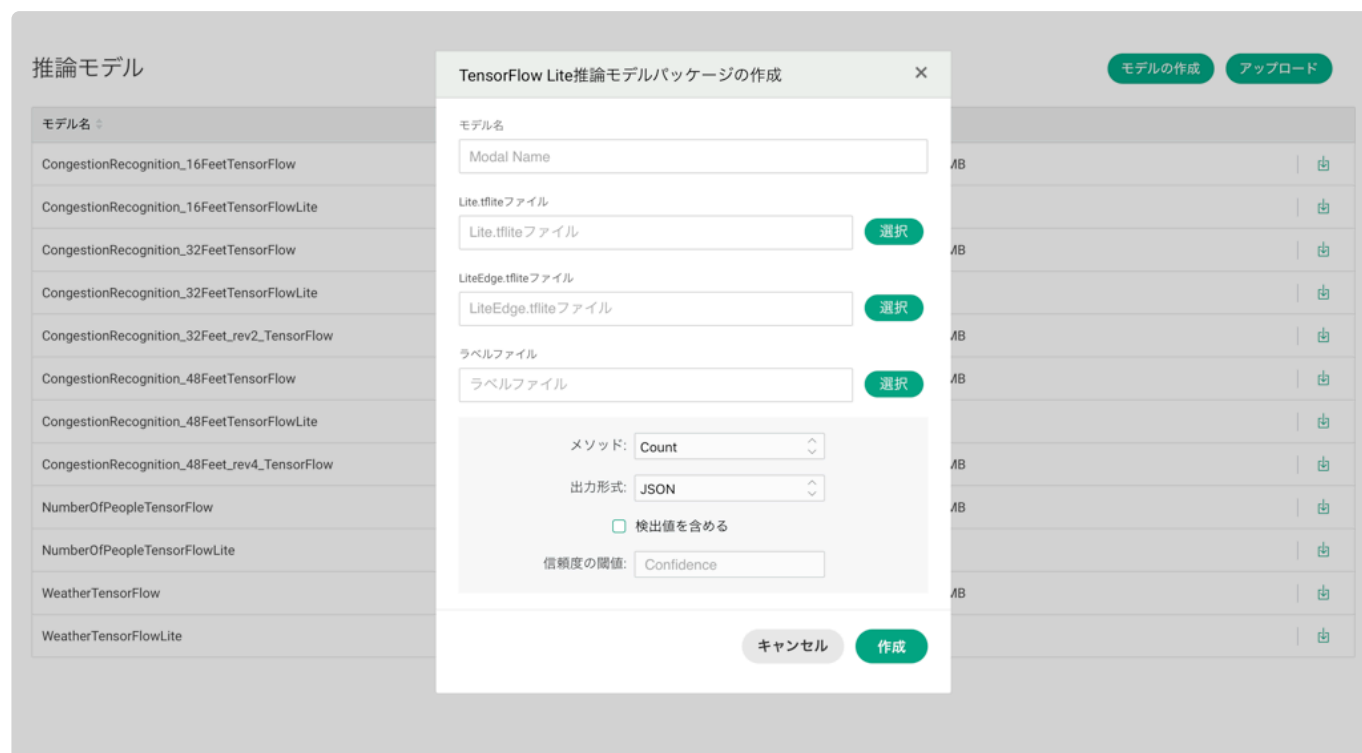 推論モデル
モデルの作成
アップロード
モデル名
CongestionRecognition_16FeetTensorFlow
CongestionRecognition_16FeetTensorFlowLite
CongestionRecognition_32FeetTensorFlow
CongestionRecognition_32FeetTensorFlowLite
CongestionRecognition_32Feet_rev2_TensorFlow
CongestionRecognition_48FeetTensorFlow
CongestionRecognition_48FeetTensorFlowLite
CongestionRecognition_48Feet_rev4_TensorFlow
NumberOfPeopleTensorFlow
NumberOfPeopleTensorFlowLite
WeatherTensorFlow
WeatherTensorFlowLite
TensorFlow Lite推論モデルパッケージの作成
モデル名
Modal Name
Lite.tfliteファイル
Lite.tfliteファイル
選択
LiteEdge.tfliteファイル
LiteEdge.tfliteファイル
選択
ラベルファイル
ラベルファイル
選択
メソッド: Count
出力形式: JSON
検出値を含める
信頼度の閾値: Confidence
キャンセル
作成
MB
MB
MB
MB
MB
MB
MB